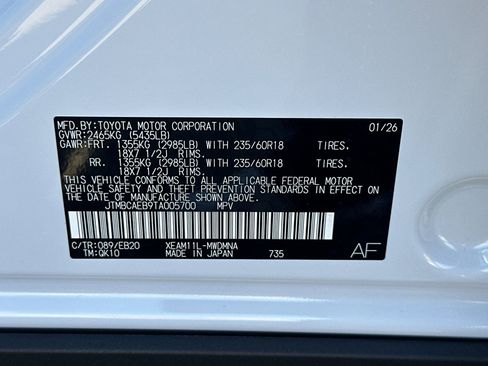 MFD.BY:TOYOTA MOTOR CORPORATION 01/26
GVWR:2465KG (5435LB)
GAWR:FRT. 1355KG (2985LB) WITH 235/60R18 TIRES.
18X7 1/2J RIMS.
RR. 1355KG (2985LB) WITH 235/60R18 TIRES.
18X7 1/2J RIMS.
THIS VEHICLE CONFORMS TO ALL APPLICABLE FEDERAL MOTOR
VEHICLE SAFETY AND THEFT PREVENTION STANDARDS IN EFFECT
ON THE DATE OF MANUFACTURE SHOWN ABOVE.
JTMBCAEB9TA005700 MPV
C/TR:089/EB20 XEAM11L-MWDMNA
TM:QK10 MADE IN JAPAN 735 AF